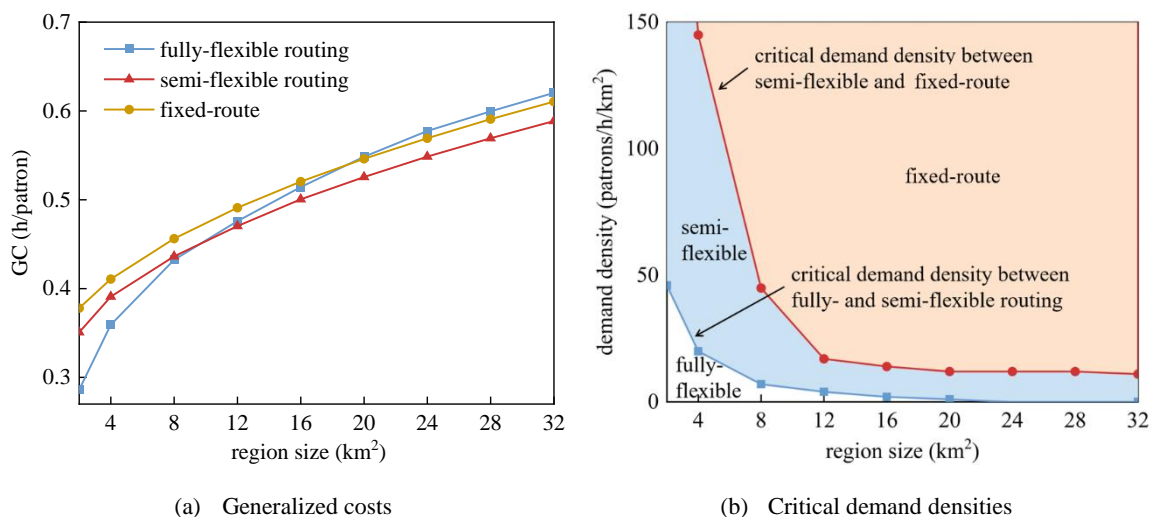 0.7
0.6
0.5
0.4
0.3
GC (h/patron)
fully-flexible routing
semi-flexible routing
fixed-route
4 8 12 16 20 24 28 32
region size (km²)
(a) Generalized costs
150
100
50
0
demand density (patrons/h/km²)
critical demand density between
semi-flexible and fixed-route
fixed-route
semi-
flexible
critical demand density between
fully- and semi-flexible routing
fully-
flexible
4 8 12 16 20 24 28 32
region size (km²)
(b) Critical demand densities